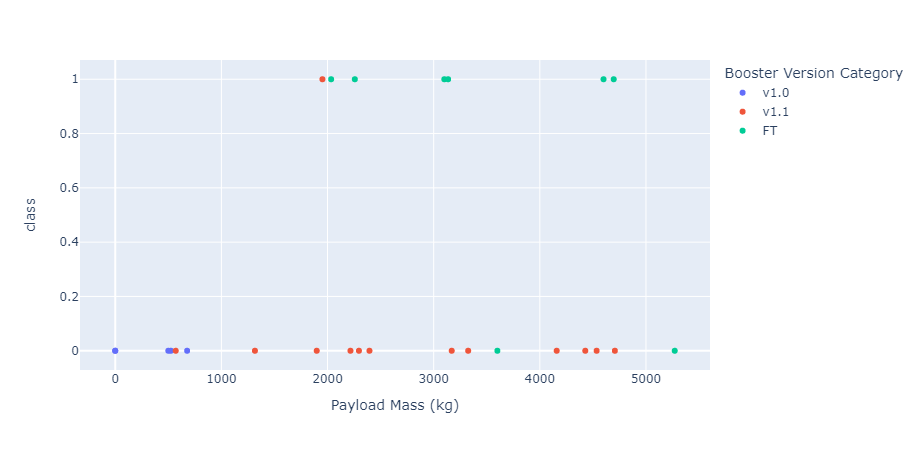 Booster Version Category
v1.0
v1.1
FT
class
1
0.8
0.6
0.4
0.2
0
0 1000 2000 3000 4000 5000
Payload Mass (kg)